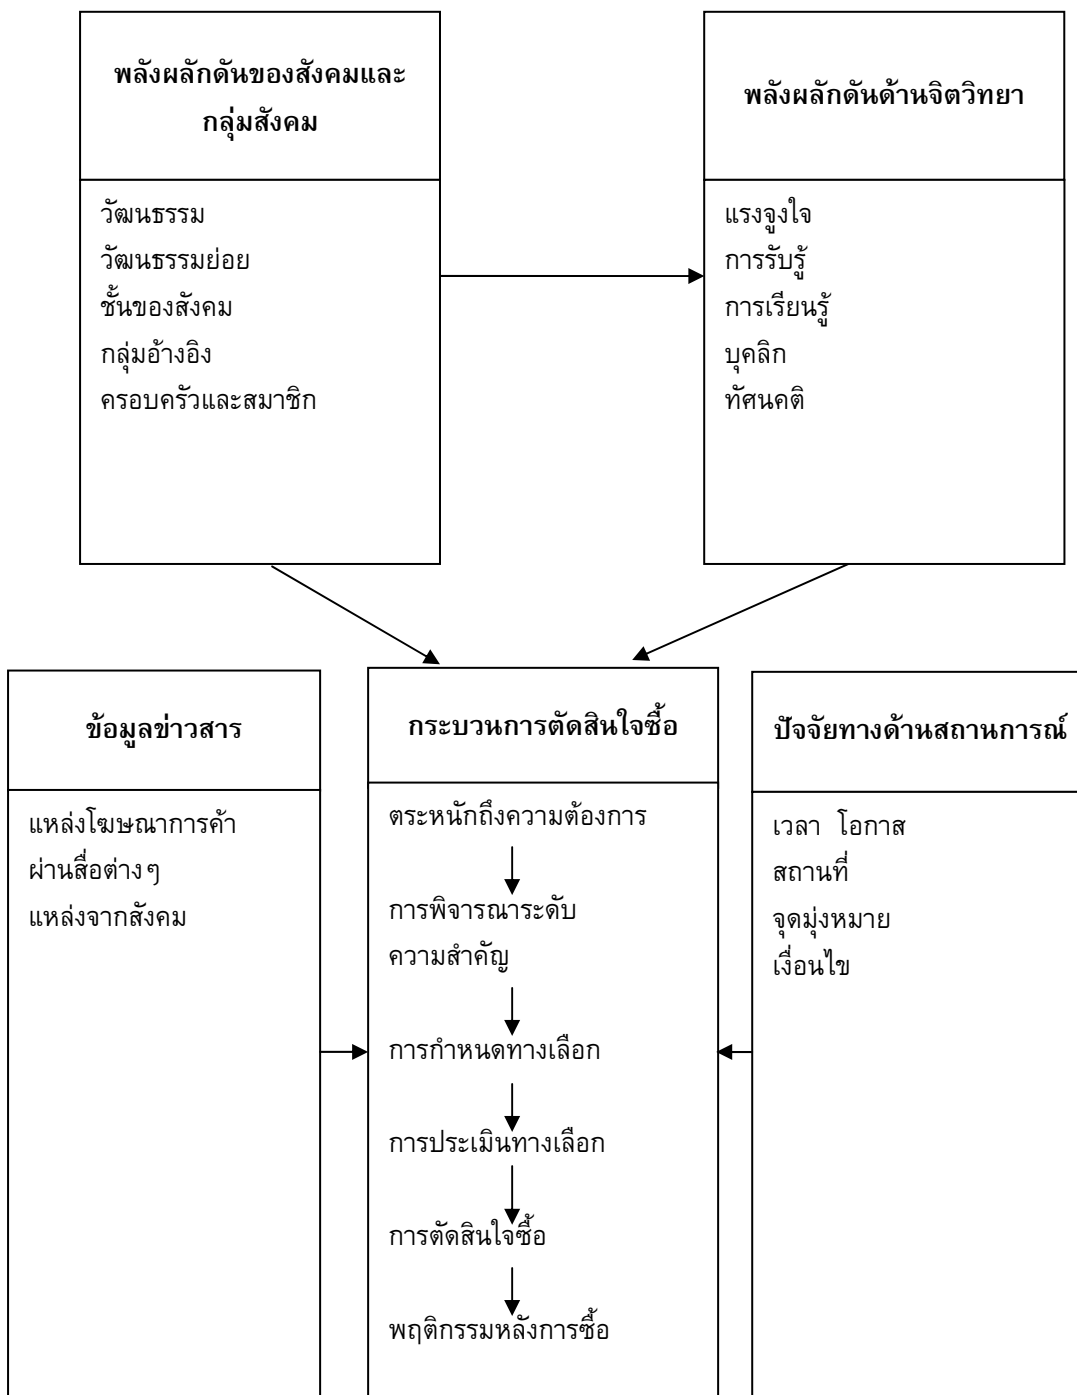 พลังผลักดันของสังคมและ
กลุ่มสังคม
วัฒนธรรม
วัฒนธรรมย่อย
ชั้นของสังคม
กลุ่มอ้างอิง
ครอบครัวและสมาชิก
พลังผลักดันด้านจิตวิทยา
แรงจูงใจ
การรับรู้
การเรียนรู้
บุคลิก
ทัศนคติ
ข้อมูลข่าวสาร
แหล่งโฆษณาการค้า
ผ่านสื่อต่างๆ
แหล่งจากสังคม
กระบวนการตัดสินใจซื้อ
ตระหนักถึงความต้องการ
การพิจารณาระดับ
ความสำคัญ
การกำหนดทางเลือก
การประเมินทางเลือก
การตัดสินใจซื้อ
พฤติกรรมหลังการซื้อ
ปัจจัยทางด้านสถานการณ์
เวลา โอกาส
สถานที่
จุดมุ่งหมาย
เงื่อนไข